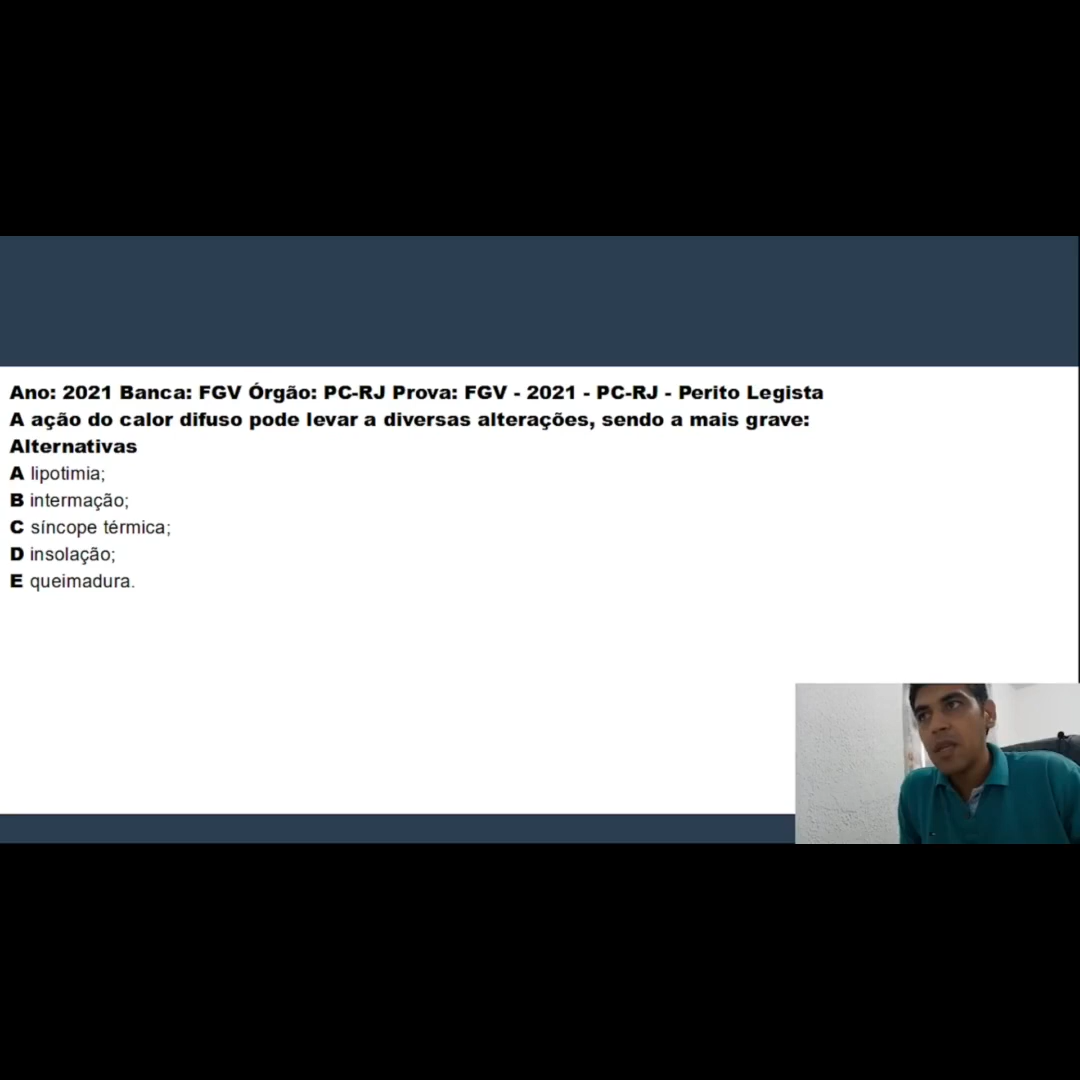 Ano: 2021 Banca: FGV Órgão: PC-RJ Prova: FGV - 2021 - PC-RJ - Perito Legista
A ação do calor difuso pode levar a diversas alterações, sendo a mais grave:
Alternativas
A lipotimia;
B intermação;
C síncope térmica;
D insolação;
E queimadura.